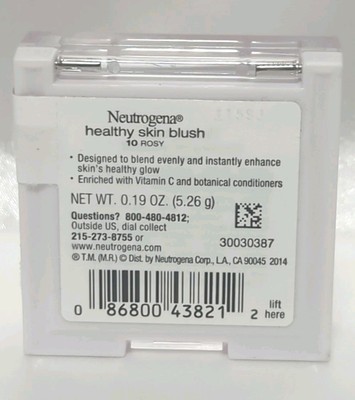 Neutrogena®
healthy skin blush
10 ROSY
• Designed to blend evenly and instantly enhance
skin's healthy glow
• Enriched with Vitamin C and botanical conditioners
NET WT. 0.19 OZ. (5.26 g)
Questions? 800-480-4812;
Outside US, dial collect
215-273-8755 or
www.neutrogena.com
30030387
® T.M. (M.R.) © Dist. by Neutrogena Corp., L.A., CA 90045 2014
0 86800 43821 2
lift
here